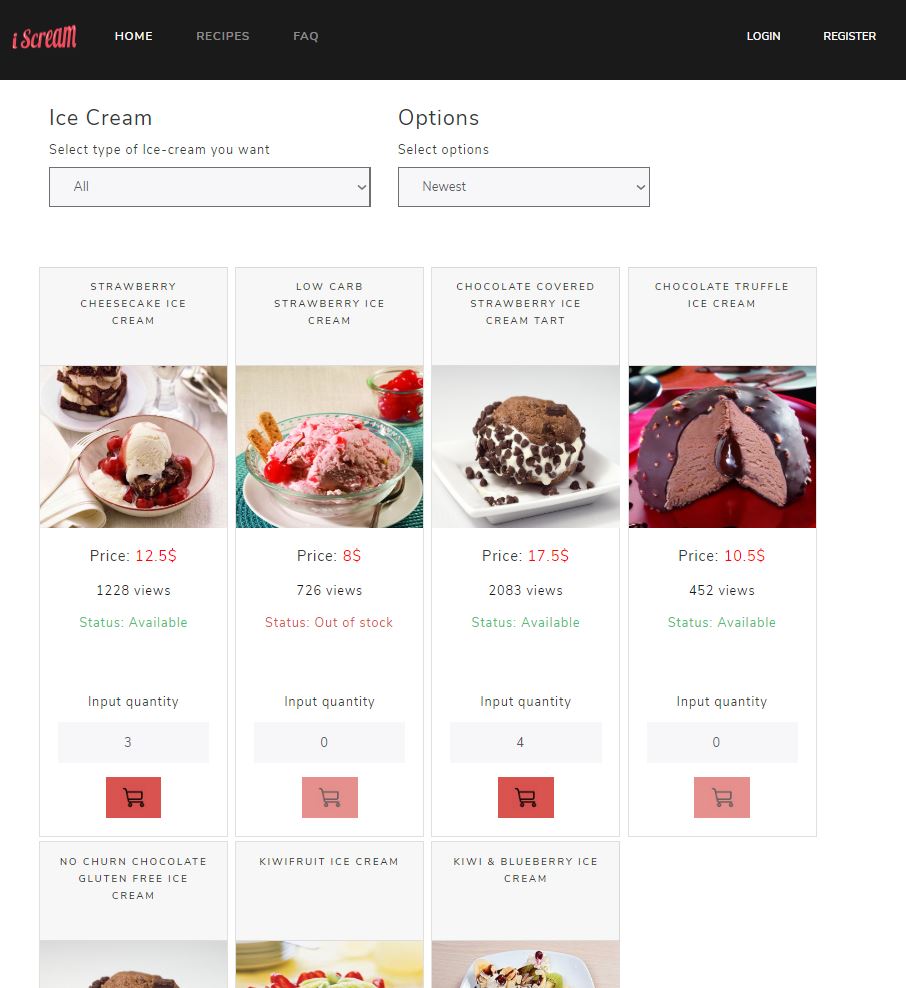 i Scream
HOME
RECIPES
FAQ
LOGIN
REGISTER
Ice Cream
Select type of Ice-cream you want
All
Options
Select options
Newest
STRAWBERRY
CHEESECAKE ICE
CREAM
Price: 12.5$
1228 views
Status: Available
Input quantity
3
LOW CARB
STRAWBERRY ICE
CREAM
Price: 8$
726 views
Status: Out of stock
Input quantity
0
CHOCOLATE COVERED
STRAWBERRY ICE
CREAM TART
Price: 17.5$
2083 views
Status: Available
Input quantity
4
CHOCOLATE TRUFFLE
ICE CREAM
Price: 10.5$
452 views
Status: Available
Input quantity
0
NO CHURN CHOCOLATE
GLUTEN FREE ICE
CREAM
KIWIFRUIT ICE CREAM
KIWI & BLUEBERRY ICE
CREAM